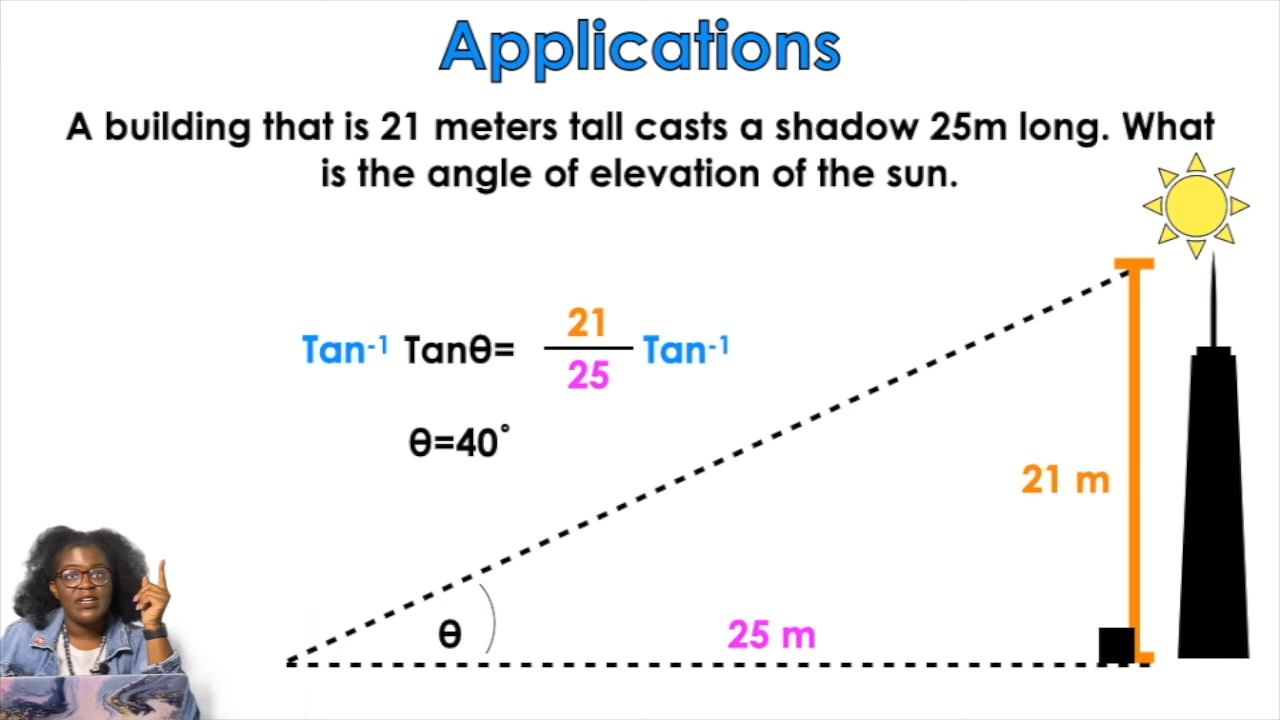 Applications
A building that is 21 meters tall casts a shadow 25m long. What
is the angle of elevation of the sun.
Tan⁻¹ Tanθ= 21/25 Tan⁻¹
θ=40°
21 m
θ
25 m